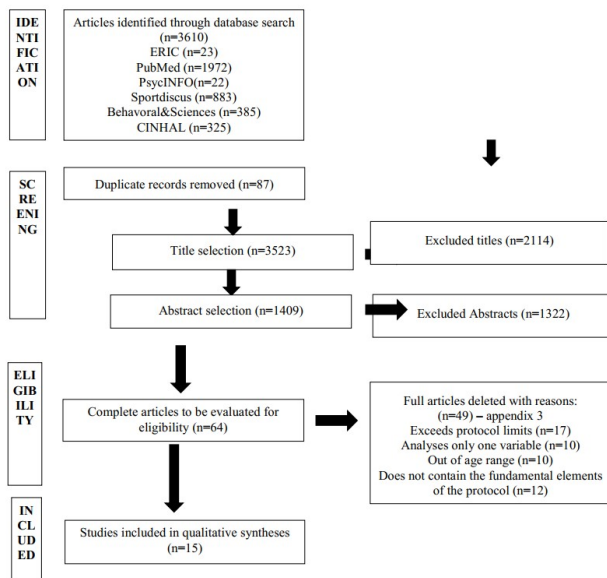 IDE
NTI
FIC
ATI
ON
Articles identified through database search
(n=3610)
ERIC (n=23)
PubMed (n=1972)
PsycINFO(n=22)
Sportdiscus (n=883)
Behavoral&Sciences (n=385)
CINHAL (n=325)
SC
RE
ENI
NG
Duplicate records removed (n=87)
Title selection (n=3523)
Excluded titles (n=2114)
Abstract selection (n=1409)
Excluded Abstracts (n=1322)
ELI
GIB
ILI
TY
Complete articles to be evaluated for
eligibility (n=64)
Full articles deleted with reasons:
(n=49) – appendix 3
Exceeds protocol limits (n=17)
Analyses only one variable (n=10)
Out of age range (n=10)
Does not contain the fundamental elements
of the protocol (n=12)
IN
CL
UD
ED
Studies included in qualitative syntheses
(n=15)